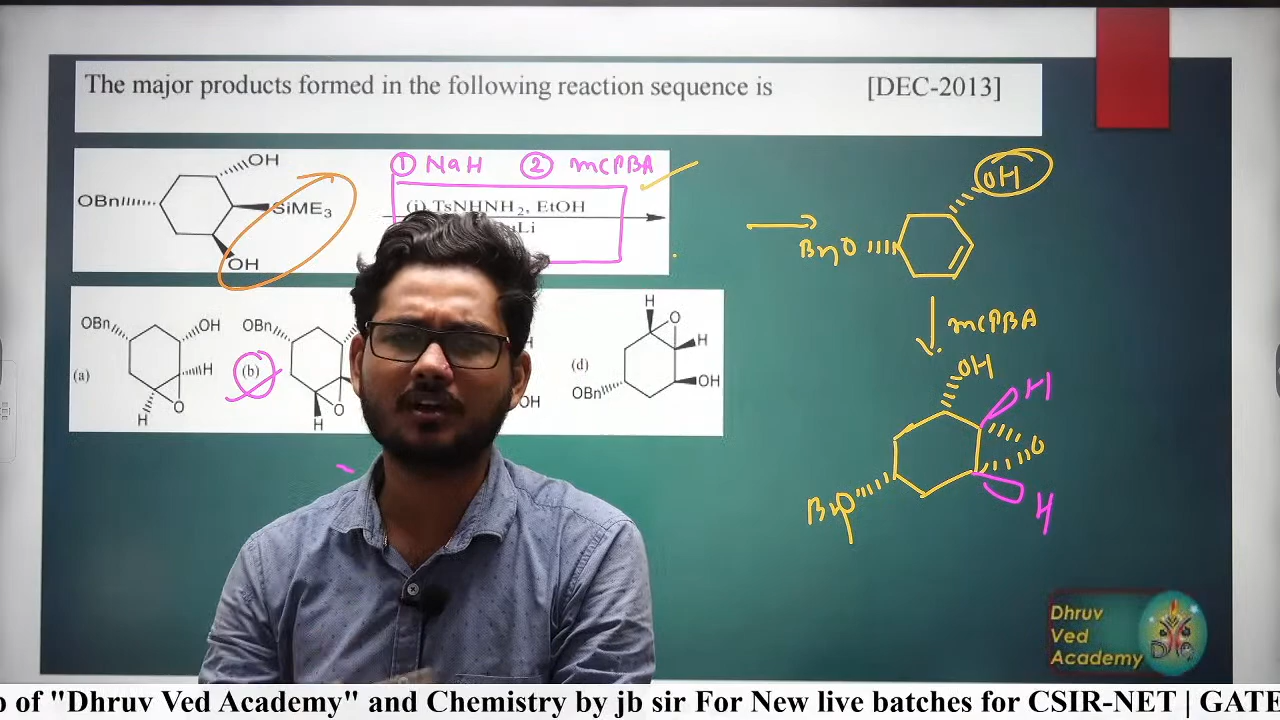 The major products formed in the following reaction sequence is [DEC-2013]
① NaH ② mCPBA
OH
OBn
SiME3
OH
(i) TsNHNH2, EtOH
OH
BnO
mCPBA
OH
H
O
H
BnO
OBn
OH
(a)
H
O
H
OBn
(b)
O
H
OH
(d)
H
O
H
OBn
OH
Dhruv
Ved
Academy
of "Dhruv Ved Academy" and Chemistry by jb sir For New live batches for CSIR-NET | GATE